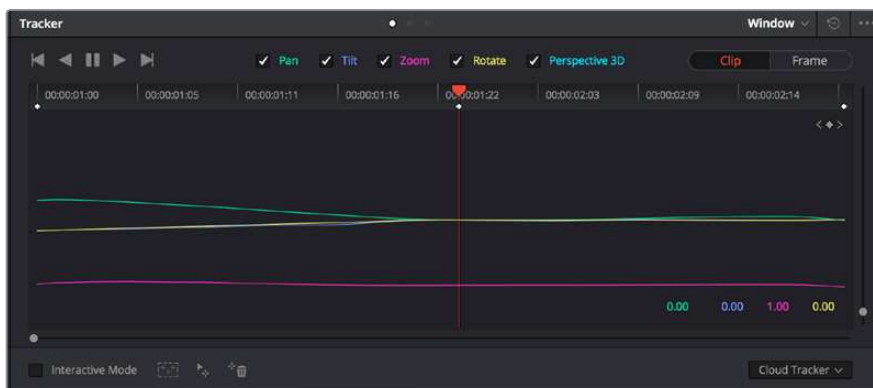 Tracker
Window
Pan Tilt Zoom Rotate Perspective 3D Clip Frame
00:00:01:00 00:00:01:05 00:00:01:11 00:00:01:16 00:00:01:22 00:00:02:03 00:00:02:09 00:00:02:14
0.00 0.00 1.00 0.00
Interactive Mode
Cloud Tracker